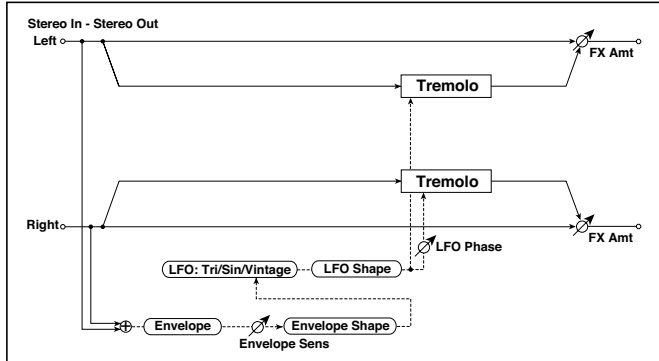 Stereo In - Stereo Out
Left
FX Amt
Tremolo
Tremolo
Right
FX Amt
LFO Phase
LFO: Tri/Sin/Vintage
LFO Shape
Envelope
Envelope Shape
Envelope Sens